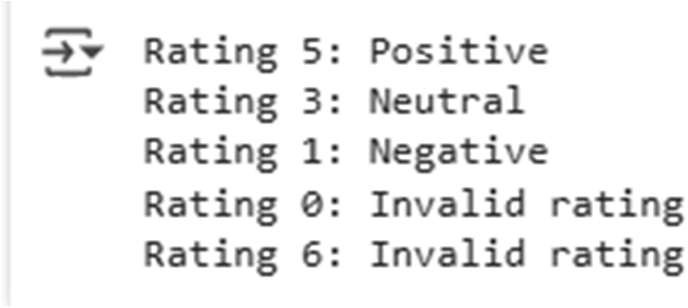 Rating 5: Positive
Rating 3: Neutral
Rating 1: Negative
Rating 0: Invalid rating
Rating 6: Invalid rating